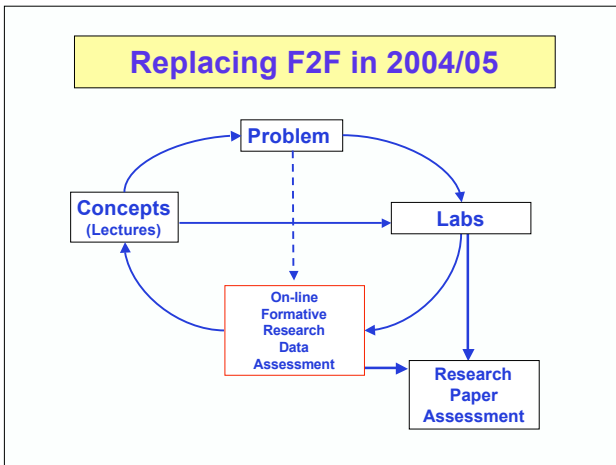 Replacing F2F in 2004/05
Problem
Concepts
(Lectures)
Labs
On-line
Formative
Research
Data
Assessment
Research
Paper
Assessment